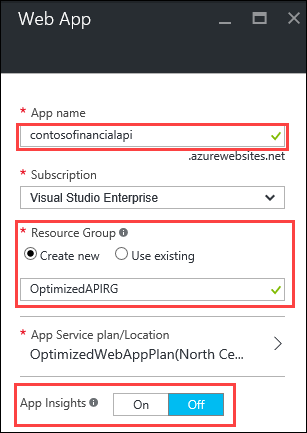 Web App
* App name
contosofinancialapi
.azurewebsites.net
* Subscription
Visual Studio Enterprise
* Resource Group
Create new Use existing
OptimizedAPIRG
* App Service plan/Location
OptimizedWebAppPlan(North Ce...
App Insights On Off